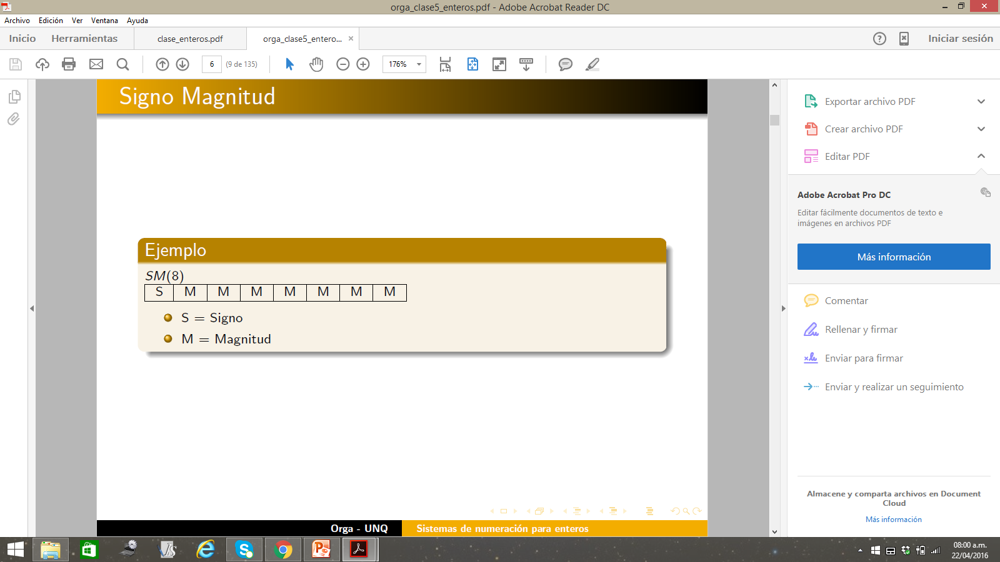 orga_clase5_enteros.pdf - Adobe Acrobat Reader DC
Archivo Edición Ver Ventana Ayuda
Inicio Herramientas clase_enteros.pdf orga_clase5_entero... × Iniciar sesión
6 (9 de 135) 176%
Signo Magnitud
Ejemplo
SM(8)
S M M M M M M M
S = Signo
M = Magnitud
Orga - UNQ Sistemas de numeración para enteros
Exportar archivo PDF
Crear archivo PDF
Editar PDF
Adobe Acrobat Pro DC
Editar fácilmente documentos de texto e
imágenes en archivos PDF
Más información
Comentar
Rellenar y firmar
Enviar para firmar
Enviar y realizar un seguimiento
Almacene y comparta archivos en Document
Cloud
Más información
08:00 a.m.
22/04/2016